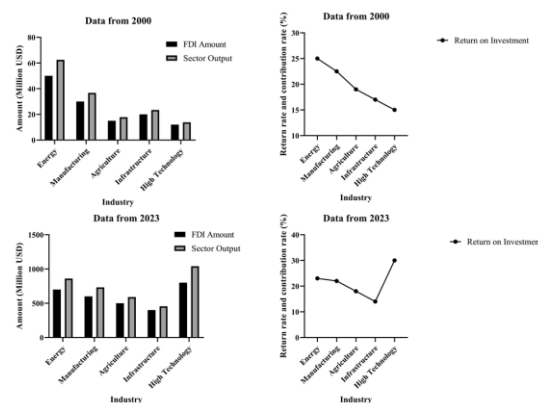 Data from 2000
FDI Amount
Sector Output
Amount (Million USD)
80
60
40
20
0
Energy
Manufacturing
Agriculture
Infrastructure
High Technology
Industry
Data from 2000
Return on Investment
Return rate and contribution rate (%)
30
25
20
15
10
Energy
Manufacturing
Agriculture
Infrastructure
High Technology
Industry
Data from 2023
FDI Amount
Sector Output
Amount (Million USD)
1500
1000
500
0
Energy
Manufacturing
Agriculture
Infrastructure
High Technology
Industry
Data from 2023
Return on Investment
Return rate and contribution rate (%)
40
30
20
10
0
Energy
Manufacturing
Agriculture
Infrastructure
High Technology
Industry